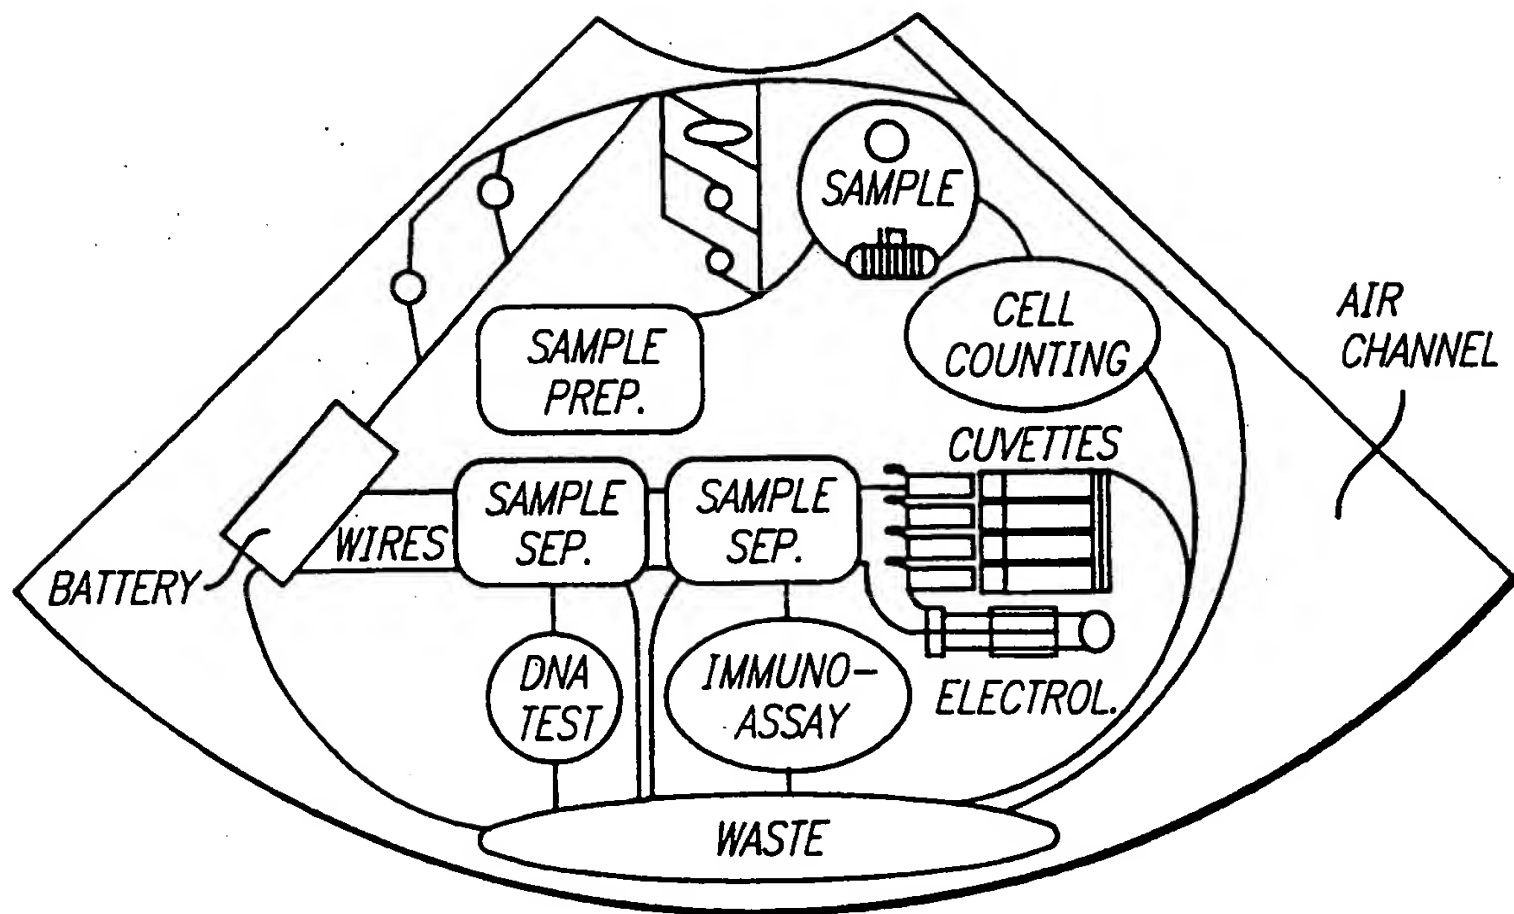 SAMPLE
CELL
COUNTING
AIR
CHANNEL
SAMPLE
PREP.
CUVETTES
SAMPLE
SEP.
SAMPLE
SEP.
WIRES
BATTERY
DNA
TEST
IMMUNO-
ASSAY
ELECTROL.
WASTE